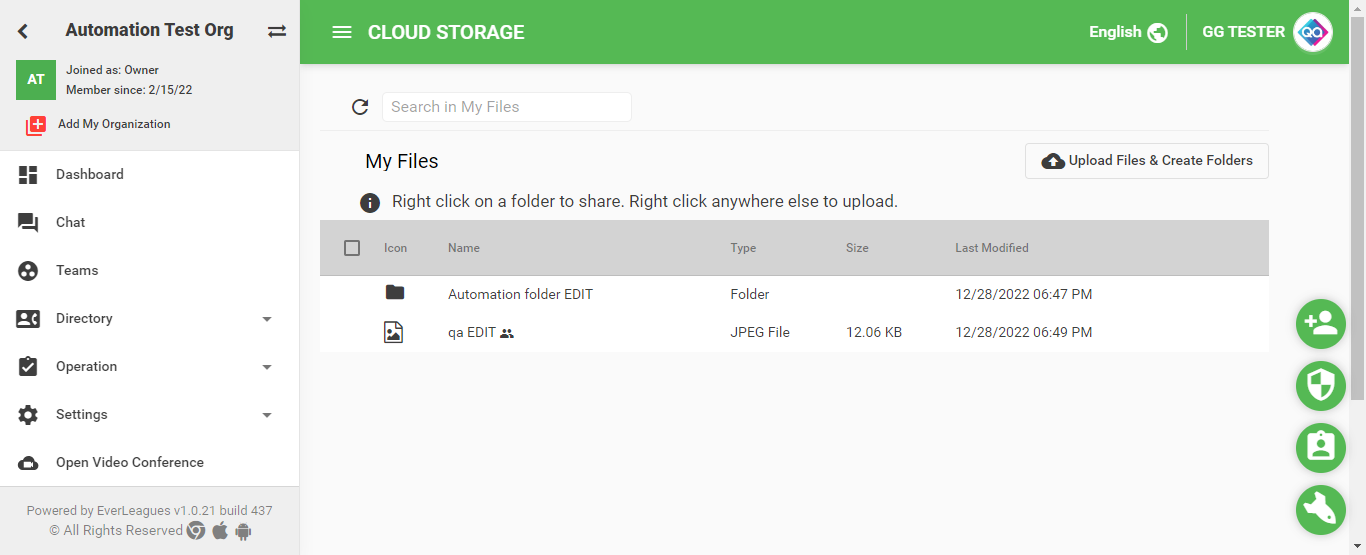 Automation Test Org
AT
Joined as: Owner
Member since: 2/15/22
Add My Organization
Dashboard
Chat
Teams
Directory
Operation
Settings
Open Video Conference
Powered by EverLeagues v1.0.21 build 437
© All Rights Reserved
CLOUD STORAGE
English
GG TESTER
Qa
Search in My Files
My Files
Upload Files & Create Folders
Right click on a folder to share. Right click anywhere else to upload.
Icon Name Type Size Last Modified
Automation folder EDIT Folder 12/28/2022 06:47 PM
qa EDIT JPEG File 12.06 KB 12/28/2022 06:49 PM